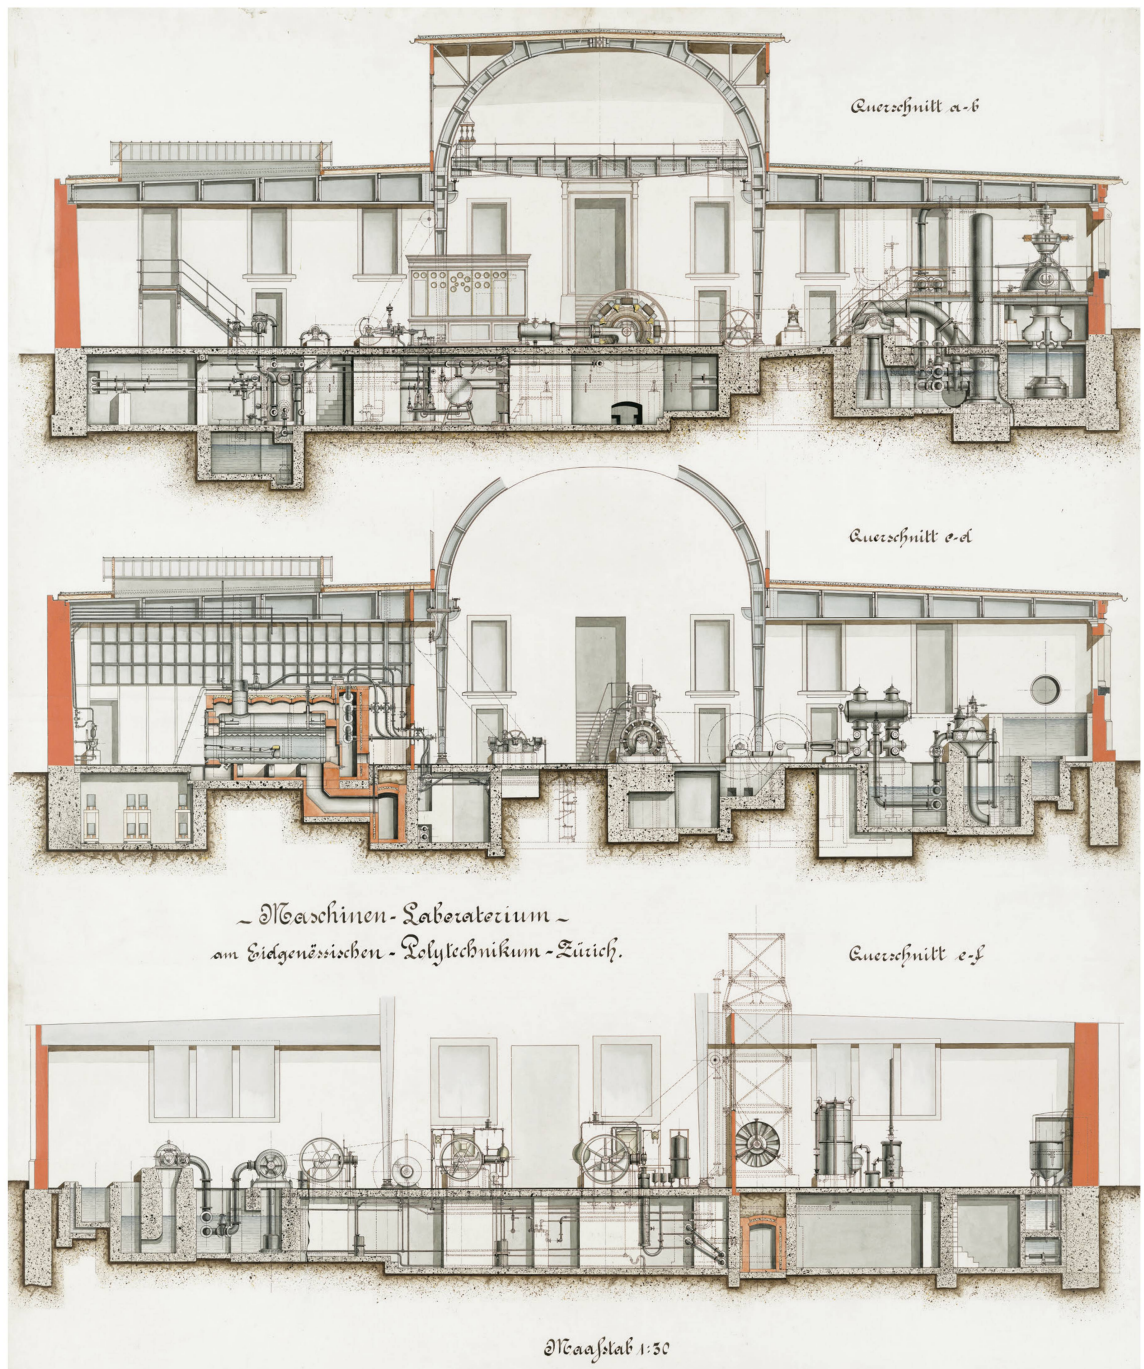 Querschnitt a-b
Querschnitt c-d
- Maschinen-Laboratorium -
am Eidgenössischen-Polytechnikum-Zürich.
Querschnitt e-f
Maaſstab 1:30